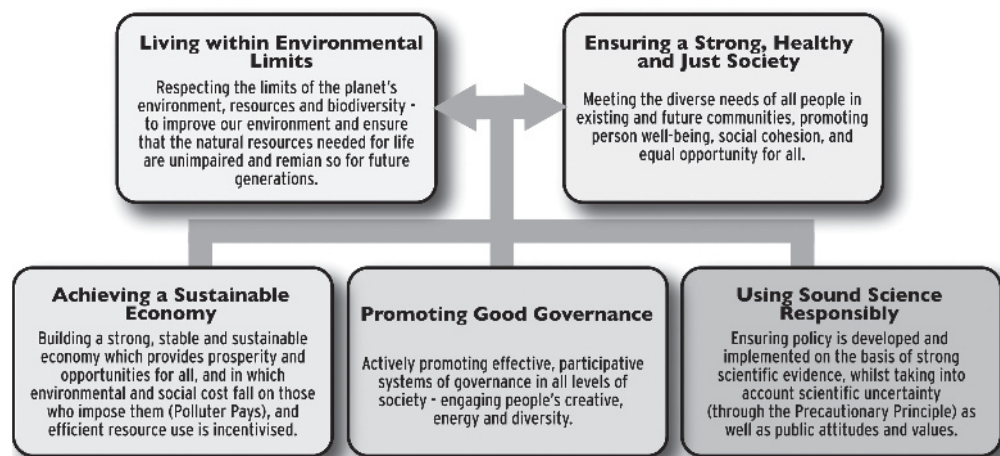 Living within Environmental
Limits
Respecting the limits of the planet's
environment, resources and biodiversity -
to improve our environment and ensure
that the natural resources needed for life
are unimpaired and remian so for future
generations.
Ensuring a Strong, Healthy
and Just Society
Meeting the diverse needs of all people in
existing and future communities, promoting
person well-being, social cohesion, and
equal opportunity for all.
Achieving a Sustainable
Economy
Building a strong, stable and sustainable
economy which provides prosperity and
opportunities for all, and in which
environmental and social cost fall on those
who impose them (Polluter Pays), and
efficient resource use is incentivised.
Promoting Good Governance
Actively promoting effective, participative
systems of governance in all levels of
society - engaging people's creative,
energy and diversity.
Using Sound Science
Responsibly
Ensuring policy is developed and
implemented on the basis of strong
scientific evidence, whilst taking into
account scientific uncertainty
(through the Precautionary Principle) as
well as public attitudes and values.